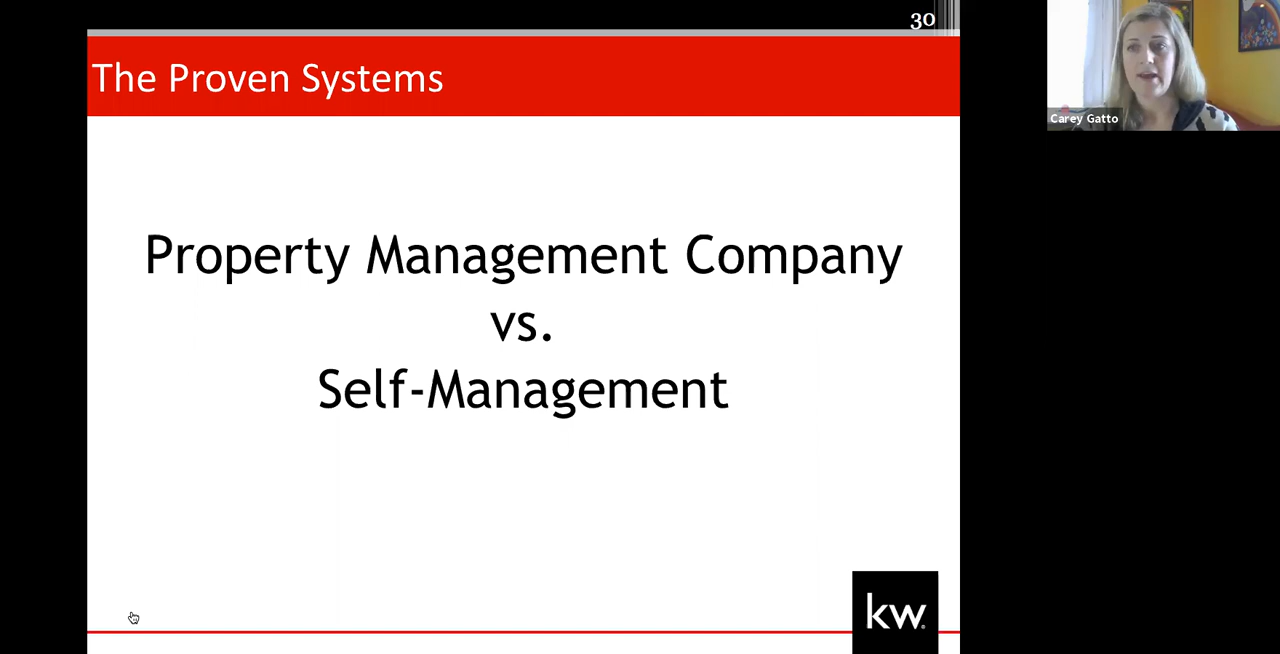 30
The Proven Systems
Carey Gatto
Property Management Company
vs.
Self-Management
kw.